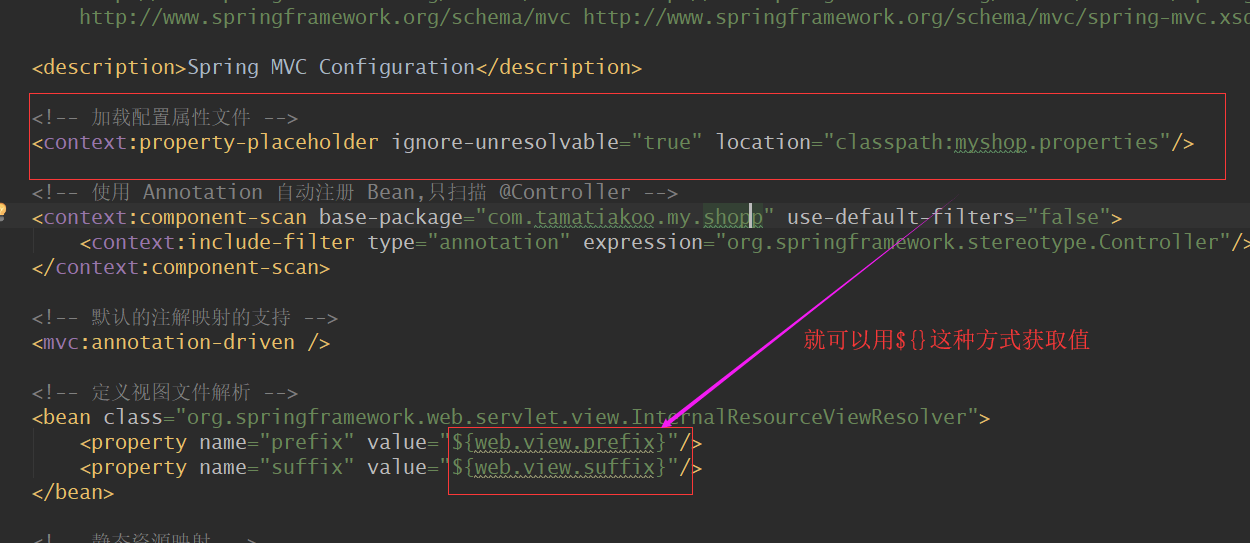 http://www.springframework.org/schema/mvc http://www.springframework.org/schema/mvc/spring-mvc.xsd
<description>Spring MVC Configuration</description>
<!-- 加载配置属性文件 -->
<context:property-placeholder ignore-unresolvable="true" location="classpath:myshop.properties"/>
<!-- 使用 Annotation 自动注册 Bean,只扫描 @Controller -->
<context:component-scan base-package="com.tamatiakoo.my.shopp" use-default-filters="false">
<context:include-filter type="annotation" expression="org.springframework.stereotype.Controller"/>
</context:component-scan>
<!-- 默认的注解映射的支持 -->
<mvc:annotation-driven />
就可以用${}这种方式获取值
<!-- 定义视图文件解析 -->
<bean class="org.springframework.web.servlet.view.InternalResourceViewResolver">
<property name="prefix" value="${web.view.prefix}"/>
<property name="suffix" value="${web.view.suffix}"/>
</bean>
<!-- 静态资源映射 -->